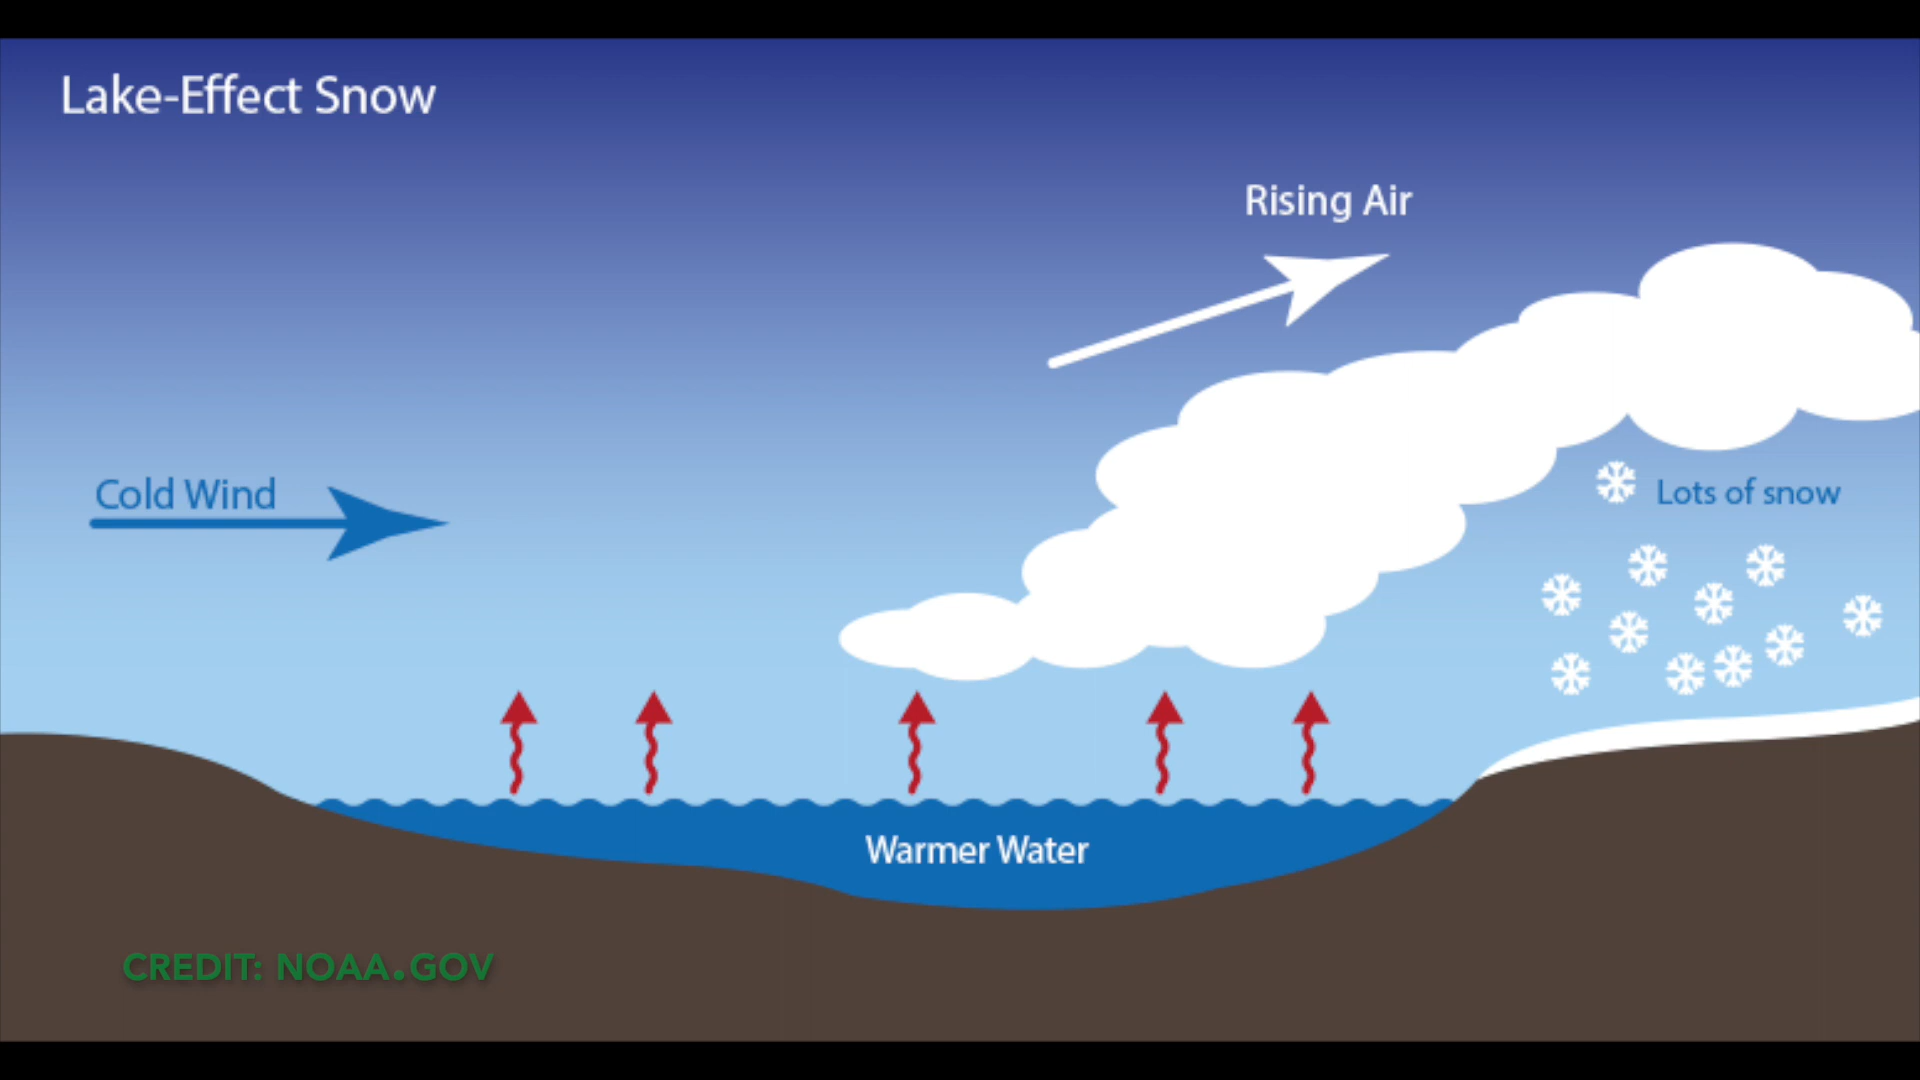 Lake-Effect Snow
Rising Air
Cold Wind
Lots of snow
Warmer Water
CREDIT: NOAA.GOV